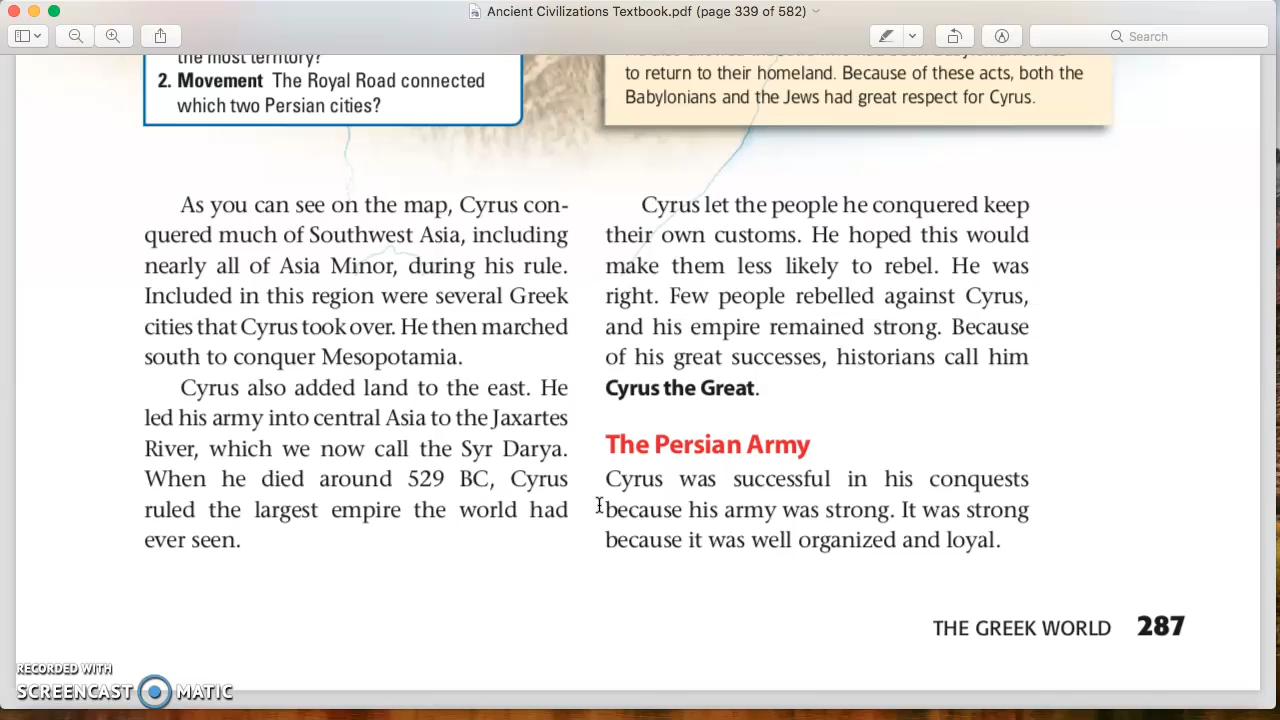 Ancient Civilizations Textbook.pdf (page 339 of 582)
Search
the most territory?
2. Movement The Royal Road connected
which two Persian cities?
to return to their homeland. Because of these acts, both the
Babylonians and the Jews had great respect for Cyrus.
As you can see on the map, Cyrus con-
quered much of Southwest Asia, including
nearly all of Asia Minor, during his rule.
Included in this region were several Greek
cities that Cyrus took over. He then marched
south to conquer Mesopotamia.
Cyrus also added land to the east. He
led his army into central Asia to the Jaxartes
River, which we now call the Syr Darya.
When he died around 529 BC, Cyrus
ruled the largest empire the world had
ever seen.
Cyrus let the people he conquered keep
their own customs. He hoped this would
make them less likely to rebel. He was
right. Few people rebelled against Cyrus,
and his empire remained strong. Because
of his great successes, historians call him
Cyrus the Great.
The Persian Army
Cyrus was successful in his conquests
because his army was strong. It was strong
because it was well organized and loyal.
THE GREEK WORLD 287
RECORDED WITH
SCREENCAST MATIC